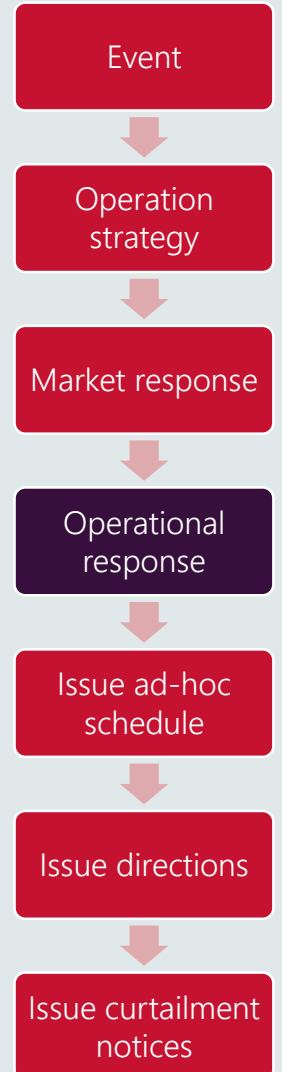 Event
Operation
strategy
Market response
Operational
response
Issue ad-hoc
schedule
Issue directions
Issue curtailment
notices